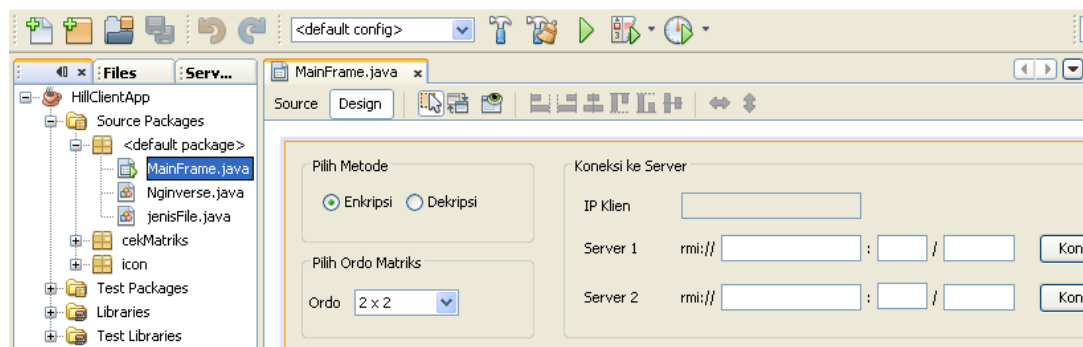 <default config>
Files
Serv...
MainFrame.java x
HillClientApp
Source Packages
<default package>
MainFrame.java
Nginverse.java
jenisFile.java
cekMatriks
icon
Test Packages
Libraries
Test Libraries
Source Design
Pilih Metode
Enkripsi Dekripsi
Pilih Ordo Matriks
Ordo 2 x 2
Koneksi ke Server
IP Klien
Server 1 rmi:// : / Kon
Server 2 rmi:// : / Kon